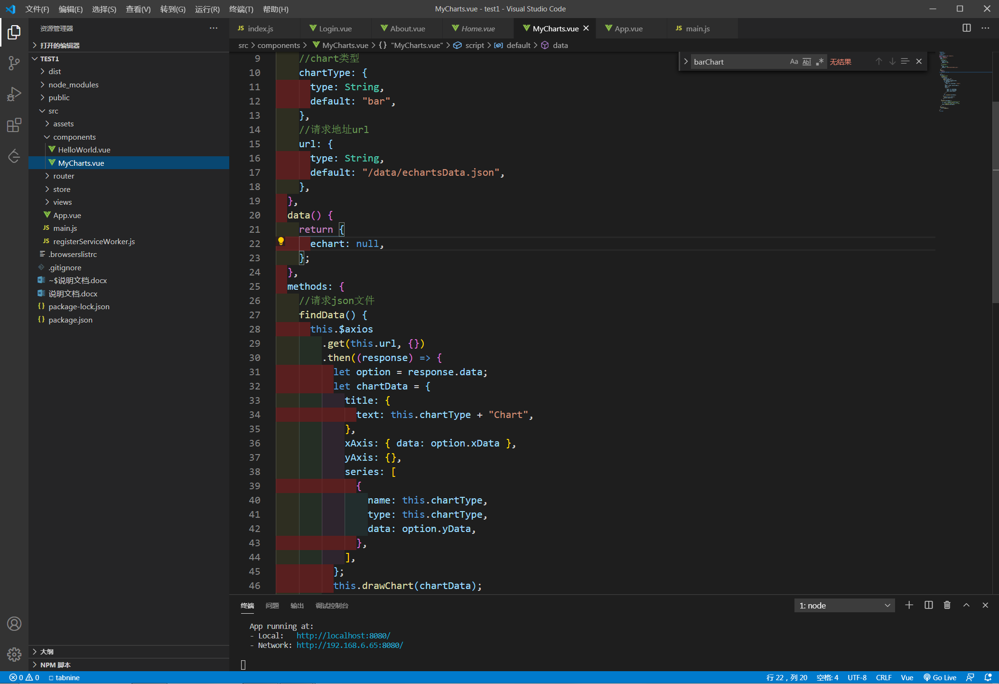 文件(F) 编辑(E) 选择(S) 查看(V) 转到(G) 运行(R) 终端(T) 帮助(H) MyCharts.vue - test1 - Visual Studio Code
资源管理器
打开的编辑器
TEST1
dist
node_modules
public
src
assets
components
HelloWorld.vue
MyCharts.vue
router
store
views
App.vue
JS main.js
JS registerServiceWorker.js
.browserslistrc
.gitignore
~$说明文档.docx
说明文档.docx
{} package-lock.json
{} package.json
大纲
NPM 脚本
JS index.js Login.vue About.vue Home.vue MyCharts.vue App.vue JS main.js
src > components > MyCharts.vue > {} "MyCharts.vue" > script > default > data
barChart Aa Abl .* 无结果
9 //chart类型
10 chartType: {
11 type: String,
12 default: "bar",
13 },
14 //请求地址url
15 url: {
16 type: String,
17 default: "/data/echartsData.json",
18 },
19 },
20 data() {
21 return {
22 echart: null,
23 };
24 },
25 methods: {
26 //请求json文件
27 findData() {
28 this.$axios
29 .get(this.url, {})
30 .then((response) => {
31 let option = response.data;
32 let chartData = {
33 title: {
34 text: this.chartType + "Chart",
35 },
36 xAxis: { data: option.xData },
37 yAxis: {},
38 series: [
39 {
40 name: this.chartType,
41 type: this.chartType,
42 data: option.yData,
43 },
44 ],
45 };
46 this.drawChart(chartData);
终端 问题 输出 调试控制台 1: node
App running at:
- Local: http://localhost:8080/
- Network: http://192.168.6.65:8080/
0 0 tabnine 行 22，列 20 空格: 4 UTF-8 CRLF Vue Go Live